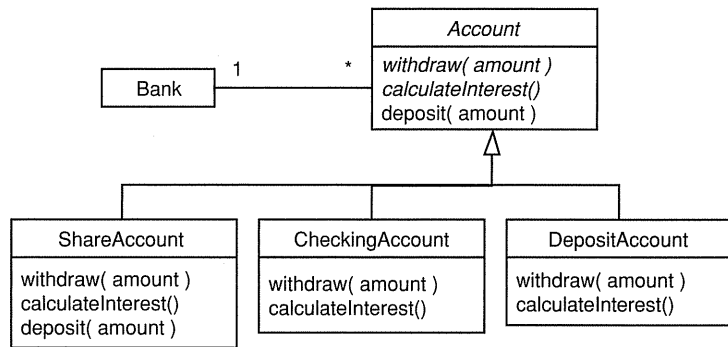 Account
withdraw( amount )
calculateInterest()
deposit( amount )
Bank
1
*
ShareAccount
withdraw( amount )
calculateInterest()
deposit( amount )
CheckingAccount
withdraw( amount )
calculateInterest()
DepositAccount
withdraw( amount )
calculateInterest()